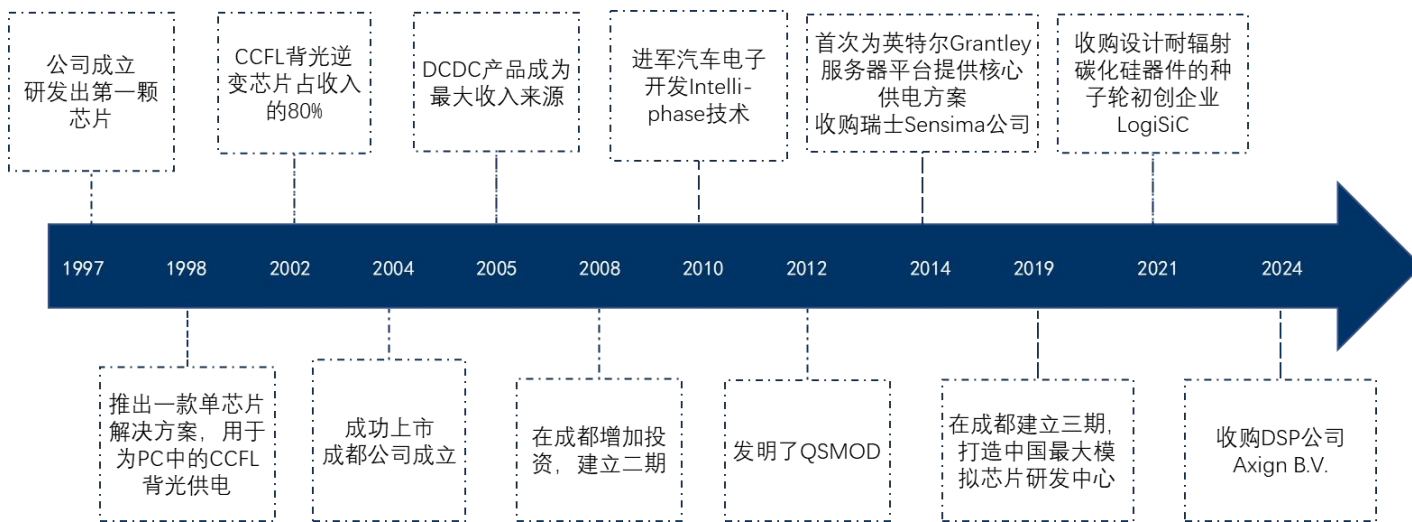 公司成立
研发出第一颗
芯片
CCFL背光逆
变芯片占收入
的80%
DCDC产品成为
最大收入来源
进军汽车电子
开发Intelli-
phase技术
首次为英特尔Grantley
服务器平台提供核心
供电方案
收购瑞士Sensima公司
收购设计耐辐射
碳化硅器件的种
子轮初创企业
LogiSiC
1997
1998
2002
2004
2005
2008
2010
2012
2014
2019
2021
2024
推出一款单芯片
解决方案，用于
为PC中的CCFL
背光供电
成功上市
成都公司成立
在成都增加投
资，建立二期
发明了QSMOD
在成都建立三期，
打造中国最大模
拟芯片研发中心
收购DSP公司
Axign B.V.